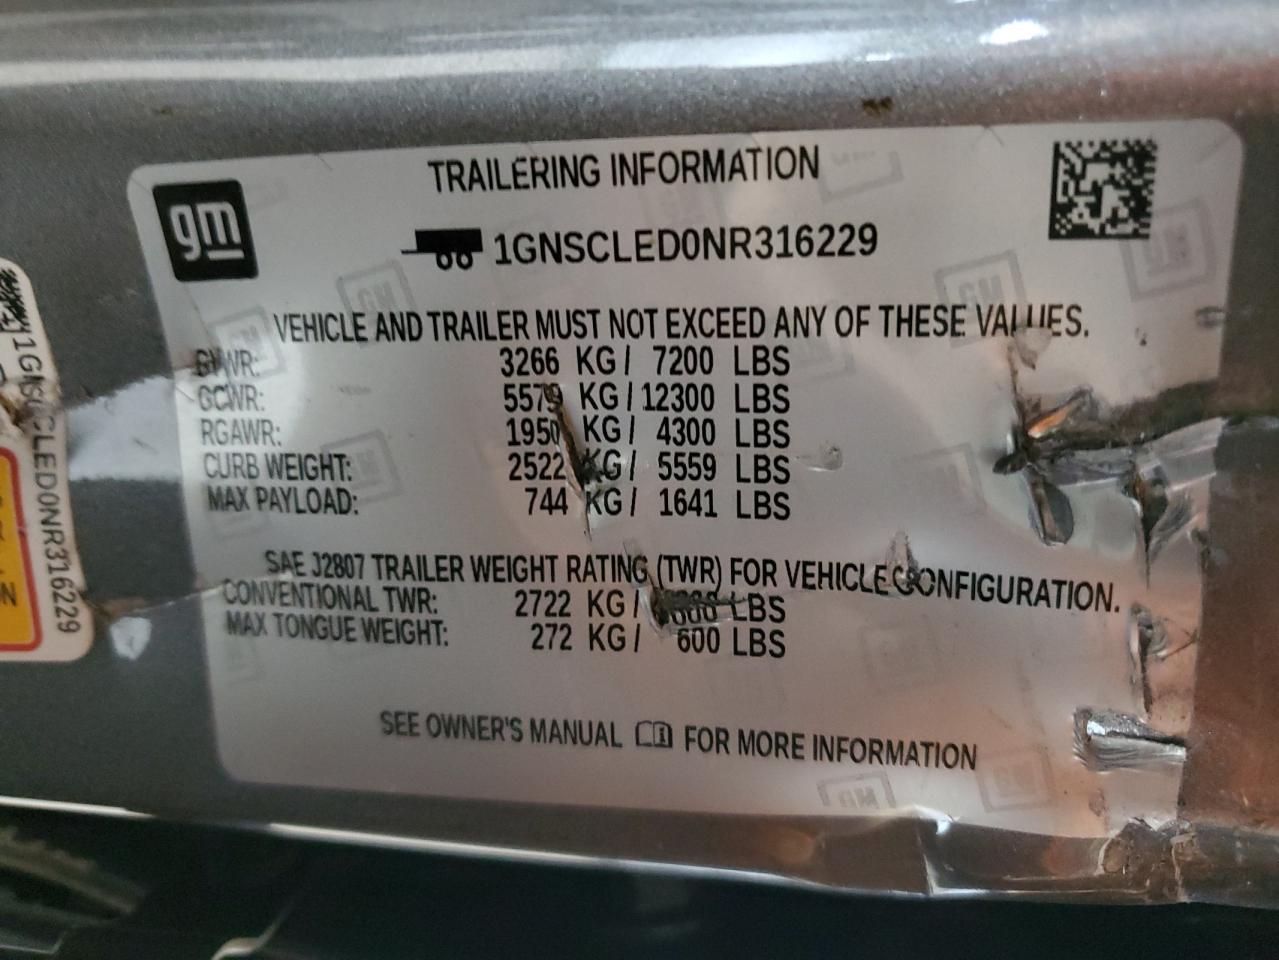 gm
TRAILERING INFORMATION
1GNSCLED0NR316229
VEHICLE AND TRAILER MUST NOT EXCEED ANY OF THESE VALUES.
GVWR: 3266 KG / 7200 LBS
GCWR: 5579 KG / 12300 LBS
RGAWR: 1950 KG / 4300 LBS
CURB WEIGHT: 2522 KG / 5559 LBS
MAX PAYLOAD: 744 KG / 1641 LBS
SAE J2807 TRAILER WEIGHT RATING (TWR) FOR VEHICLE CONFIGURATION.
CONVENTIONAL TWR: 2722 KG / LBS
MAX TONGUE WEIGHT: 272 KG / 600 LBS
SEE OWNER'S MANUAL FOR MORE INFORMATION
1GNSCLED0NR316229